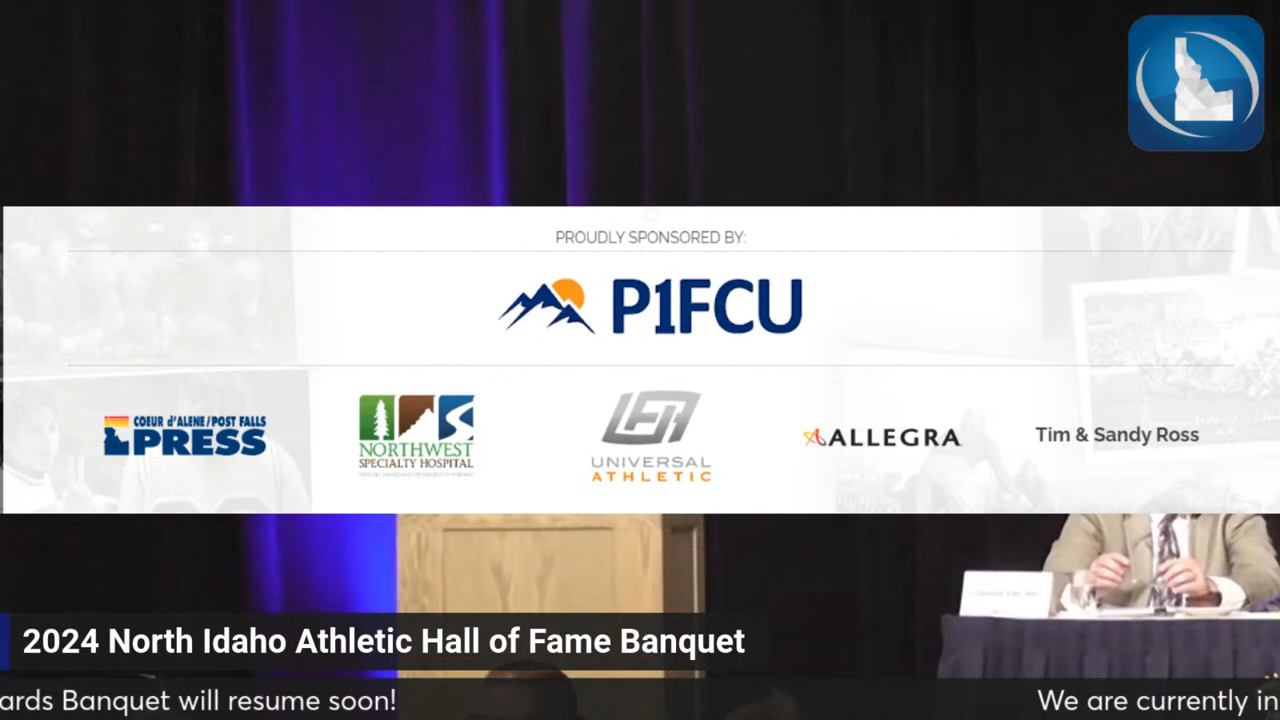 PROUDLY SPONSORED BY:
P1FCU
COEUR d'ALENE/POST FALLS
PRESS
NORTHWEST
SPECIALTY HOSPITAL
UNIVERSAL
ATHLETIC
ALLEGRA
Tim & Sandy Ross
2024 North Idaho Athletic Hall of Fame Banquet
ards Banquet will resume soon!
We are currently in